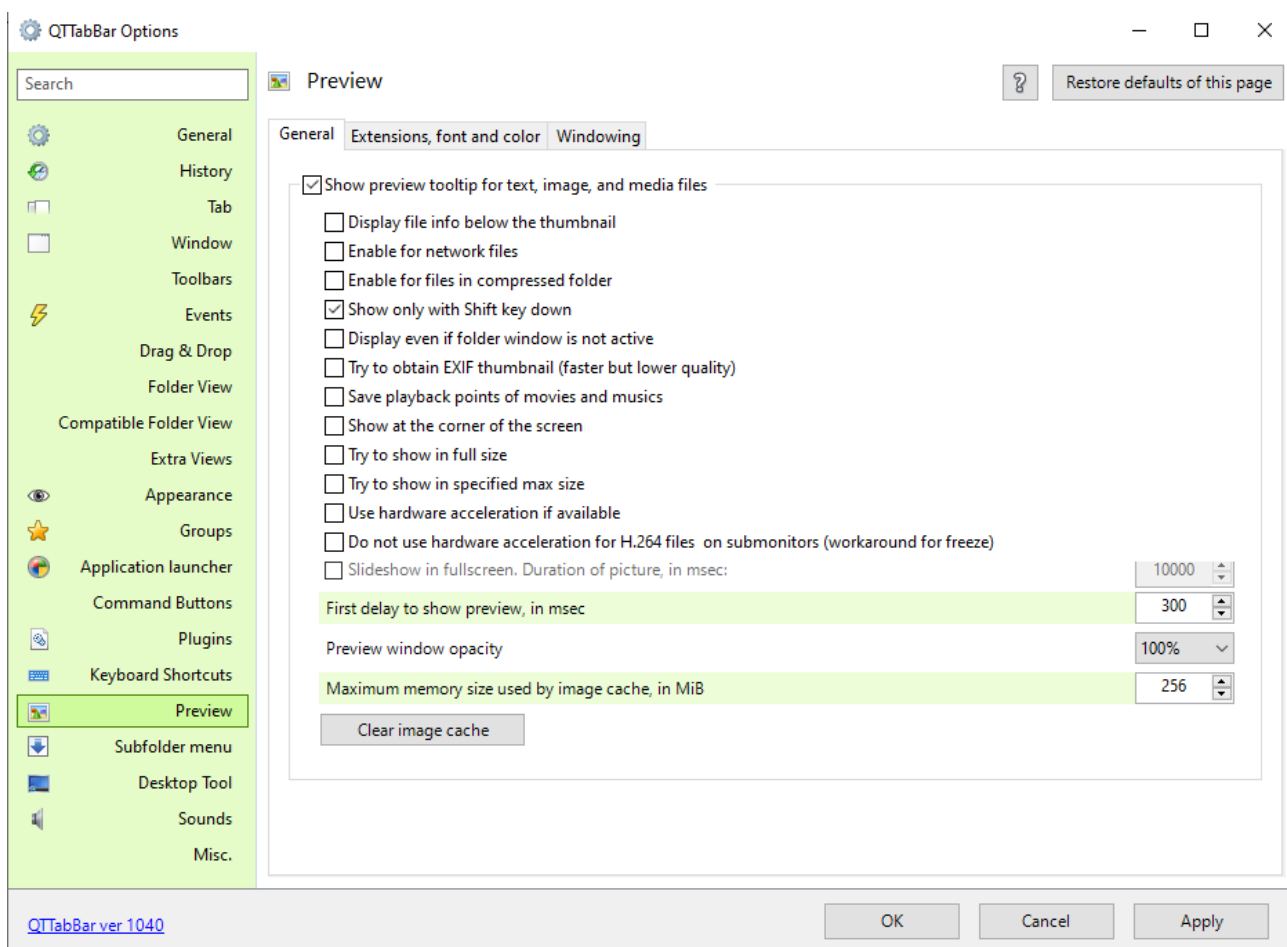 QTTabBar Options
Search
General
History
Tab
Window
Toolbars
Events
Drag & Drop
Folder View
Compatible Folder View
Extra Views
Appearance
Groups
Application launcher
Command Buttons
Plugins
Keyboard Shortcuts
Preview
Subfolder menu
Desktop Tool
Sounds
Misc.
Preview
?
Restore defaults of this page
General Extensions, font and color Windowing
Show preview tooltip for text, image, and media files
Display file info below the thumbnail
Enable for network files
Enable for files in compressed folder
Show only with Shift key down
Display even if folder window is not active
Try to obtain EXIF thumbnail (faster but lower quality)
Save playback points of movies and musics
Show at the corner of the screen
Try to show in full size
Try to show in specified max size
Use hardware acceleration if available
Do not use hardware acceleration for H.264 files on submonitors (workaround for freeze)
Slideshow in fullscreen. Duration of picture, in msec: 10000
First delay to show preview, in msec 300
Preview window opacity 100%
Maximum memory size used by image cache, in MiB 256
Clear image cache
QTTabBar ver 1040
OK Cancel Apply